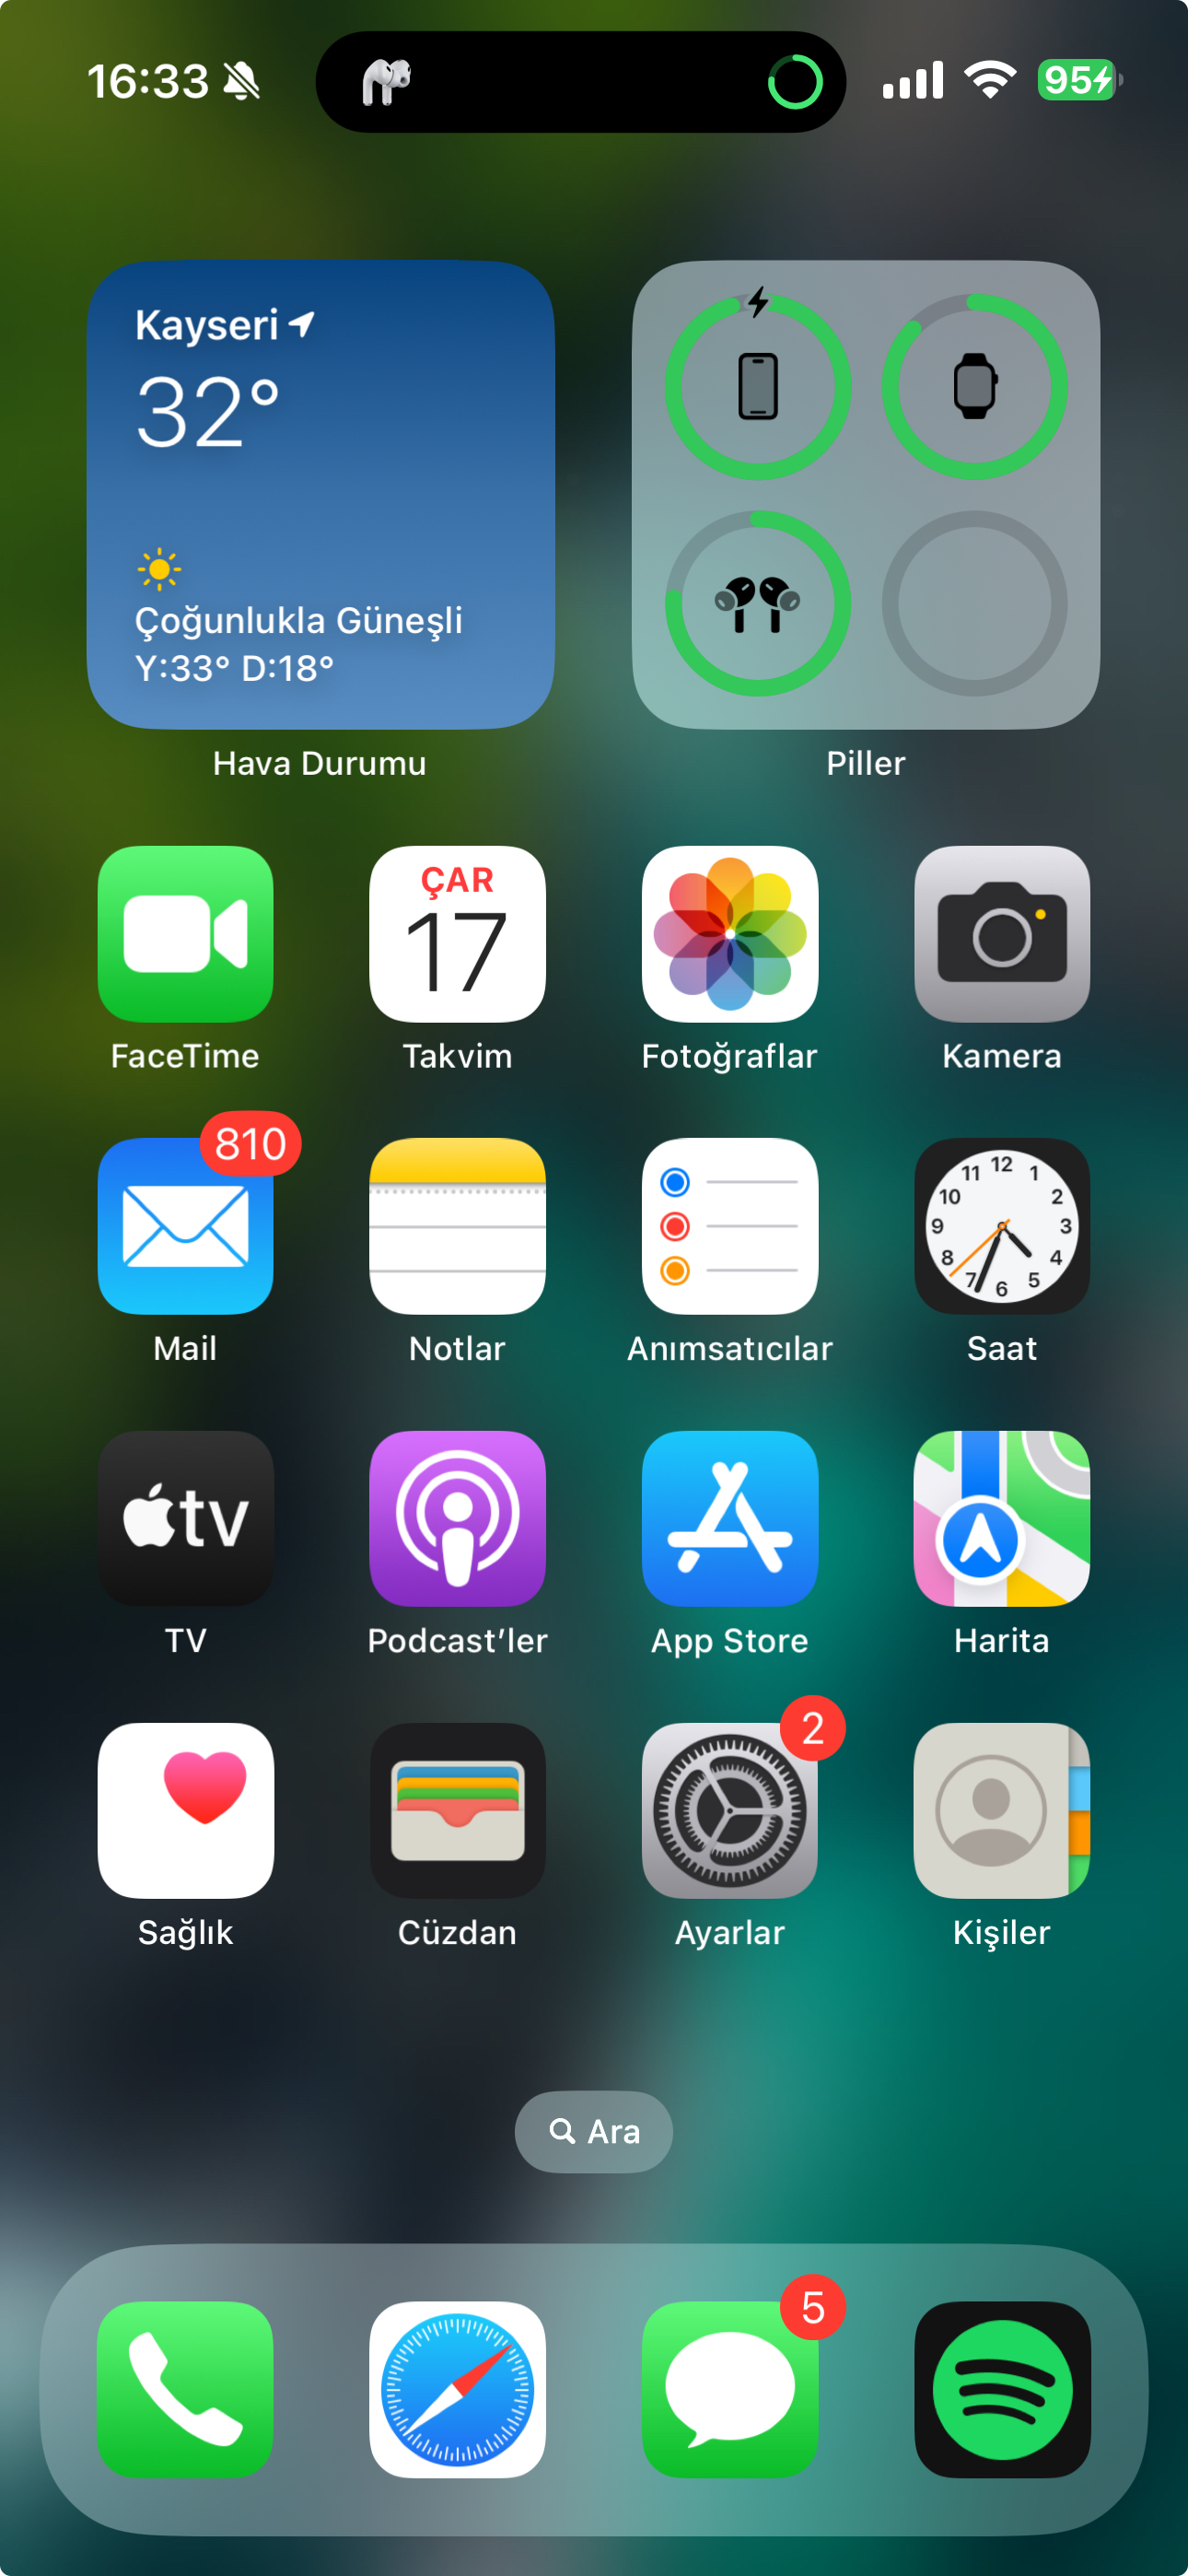 16:33
95
Kayseri
32°
Çoğunlukla Güneşli
Y:33° D:18°
Hava Durumu
Piller
ÇAR
17
FaceTime
Takvim
Fotoğraflar
Kamera
810
12
1
2
3
4
5
6
7
8
9
10
11
Mail
Notlar
Anımsatıcılar
Saat
tv
TV
Podcast'ler
App Store
Harita
2
Sağlık
Cüzdan
Ayarlar
Kişiler
Ara
5